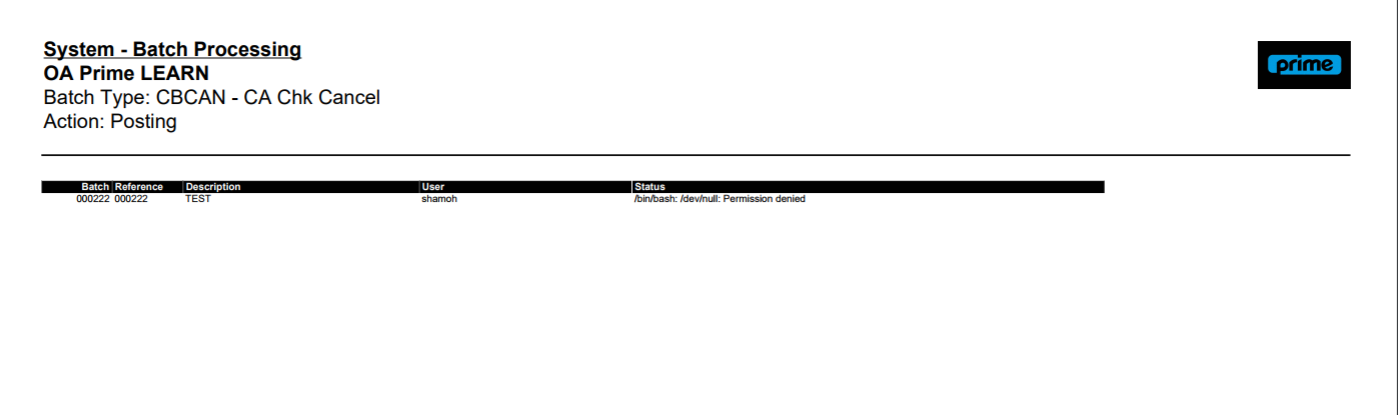 System - Batch Processing
prime
OA Prime LEARN
Batch Type: CBCAN - CA Chk Cancel
Action: Posting
Batch Reference Description User Status
000222 000222 TEST shamoh /bin/bash: /dev/null: Permission denied